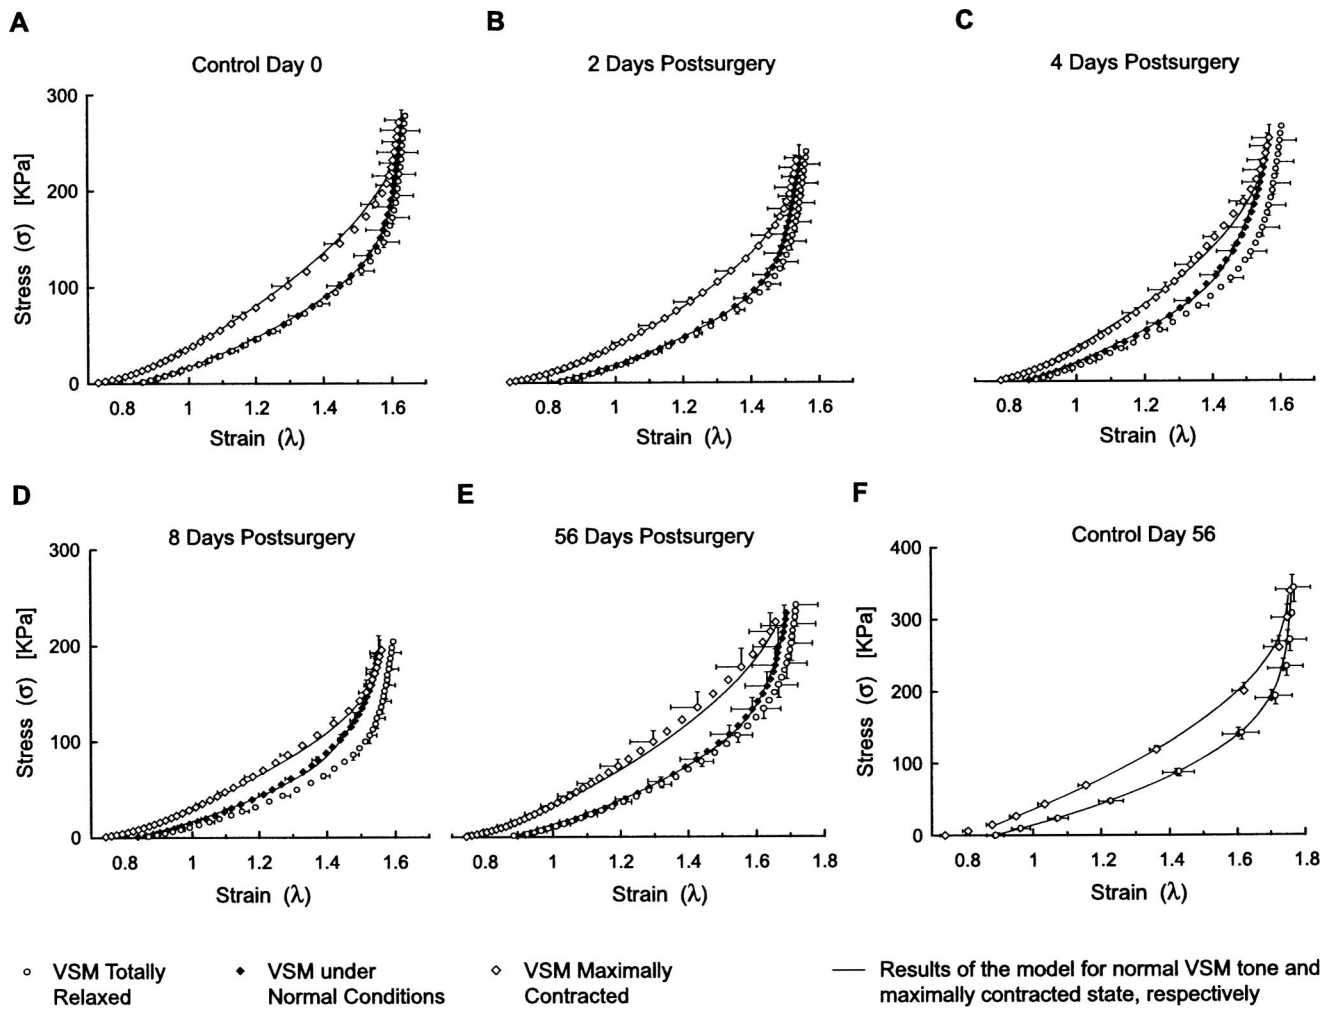 A
B
C
Control Day 0
2 Days Postsurgery
4 Days Postsurgery
300
200
100
0
Stress (σ) [KPa]
0.8 1 1.2 1.4 1.6
Strain (λ)
0.8 1 1.2 1.4 1.6
Strain (λ)
0.8 1 1.2 1.4 1.6
Strain (λ)
D
E
F
8 Days Postsurgery
56 Days Postsurgery
Control Day 56
300
200
100
0
Stress (σ) [KPa]
0.8 1 1.2 1.4 1.6
Strain (λ)
300
200
100
0
Stress (σ) [KPa]
0.8 1 1.2 1.4 1.6 1.8
Strain (λ)
400
300
200
100
0
Stress (σ) [KPa]
0.8 1 1.2 1.4 1.6 1.8
Strain (λ)
VSM Totally
Relaxed
VSM under
Normal Conditions
VSM Maximally
Contracted
Results of the model for normal VSM tone and
maximally contracted state, respectively